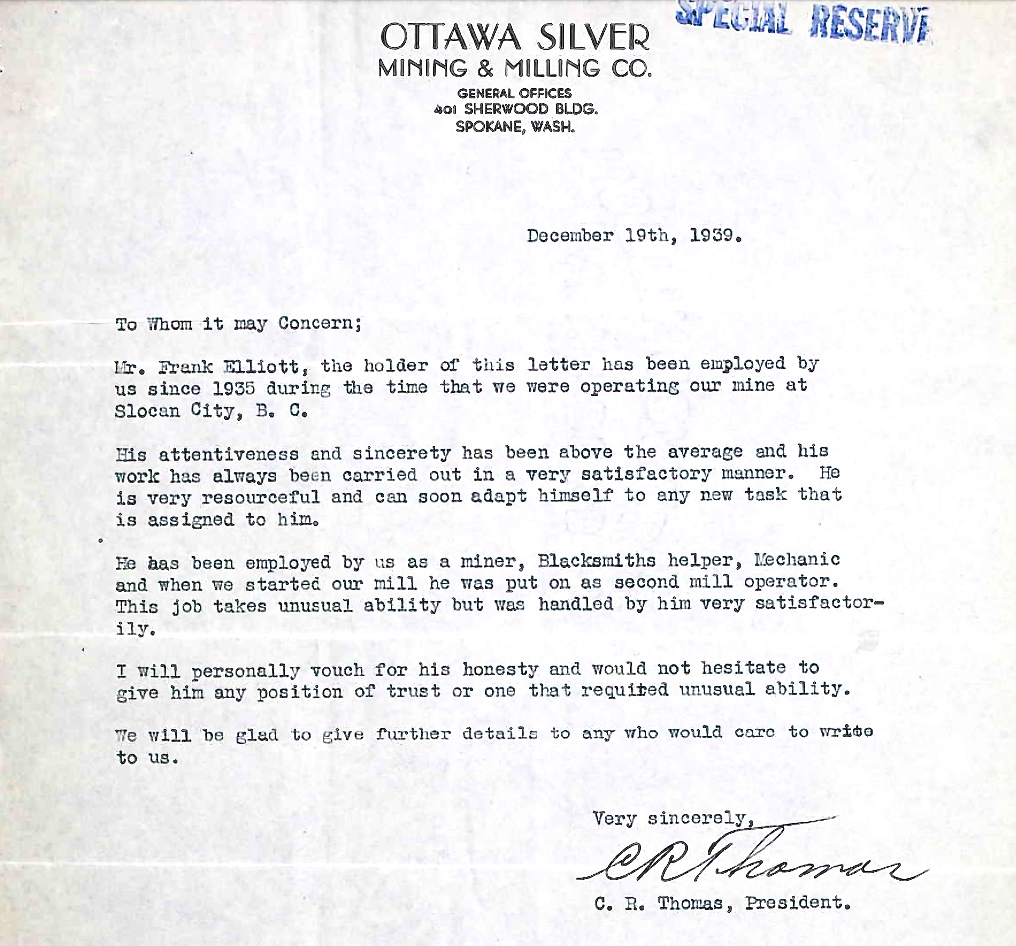 SPECIAL RESERVE
OTTAWA SILVER
MINING & MILLING CO.
GENERAL OFFICES
401 SHERWOOD BLDG.
SPOKANE, WASH.
December 19th, 1939.
To Whom it may Concern;
Mr. Frank Elliott, the holder of this letter has been employed by
us since 1935 during the time that we were operating our mine at
Slocan City, B. C.
His attentiveness and sincerety has been above the average and his
work has always been carried out in a very satisfactory manner. He
is very resourceful and can soon adapt himself to any new task that
is assigned to him.
He has been employed by us as a miner, Blacksmiths helper, Mechanic
and when we started our mill he was put on as second mill operator.
This job takes unusual ability but was handled by him very satisfactor-
ily.
I will personally vouch for his honesty and would not hesitate to
give him any position of trust or one that required unusual ability.
We will be glad to give further details to any who would care to write
to us.
Very sincerely,
CRThomas
C. R. Thomas, President.